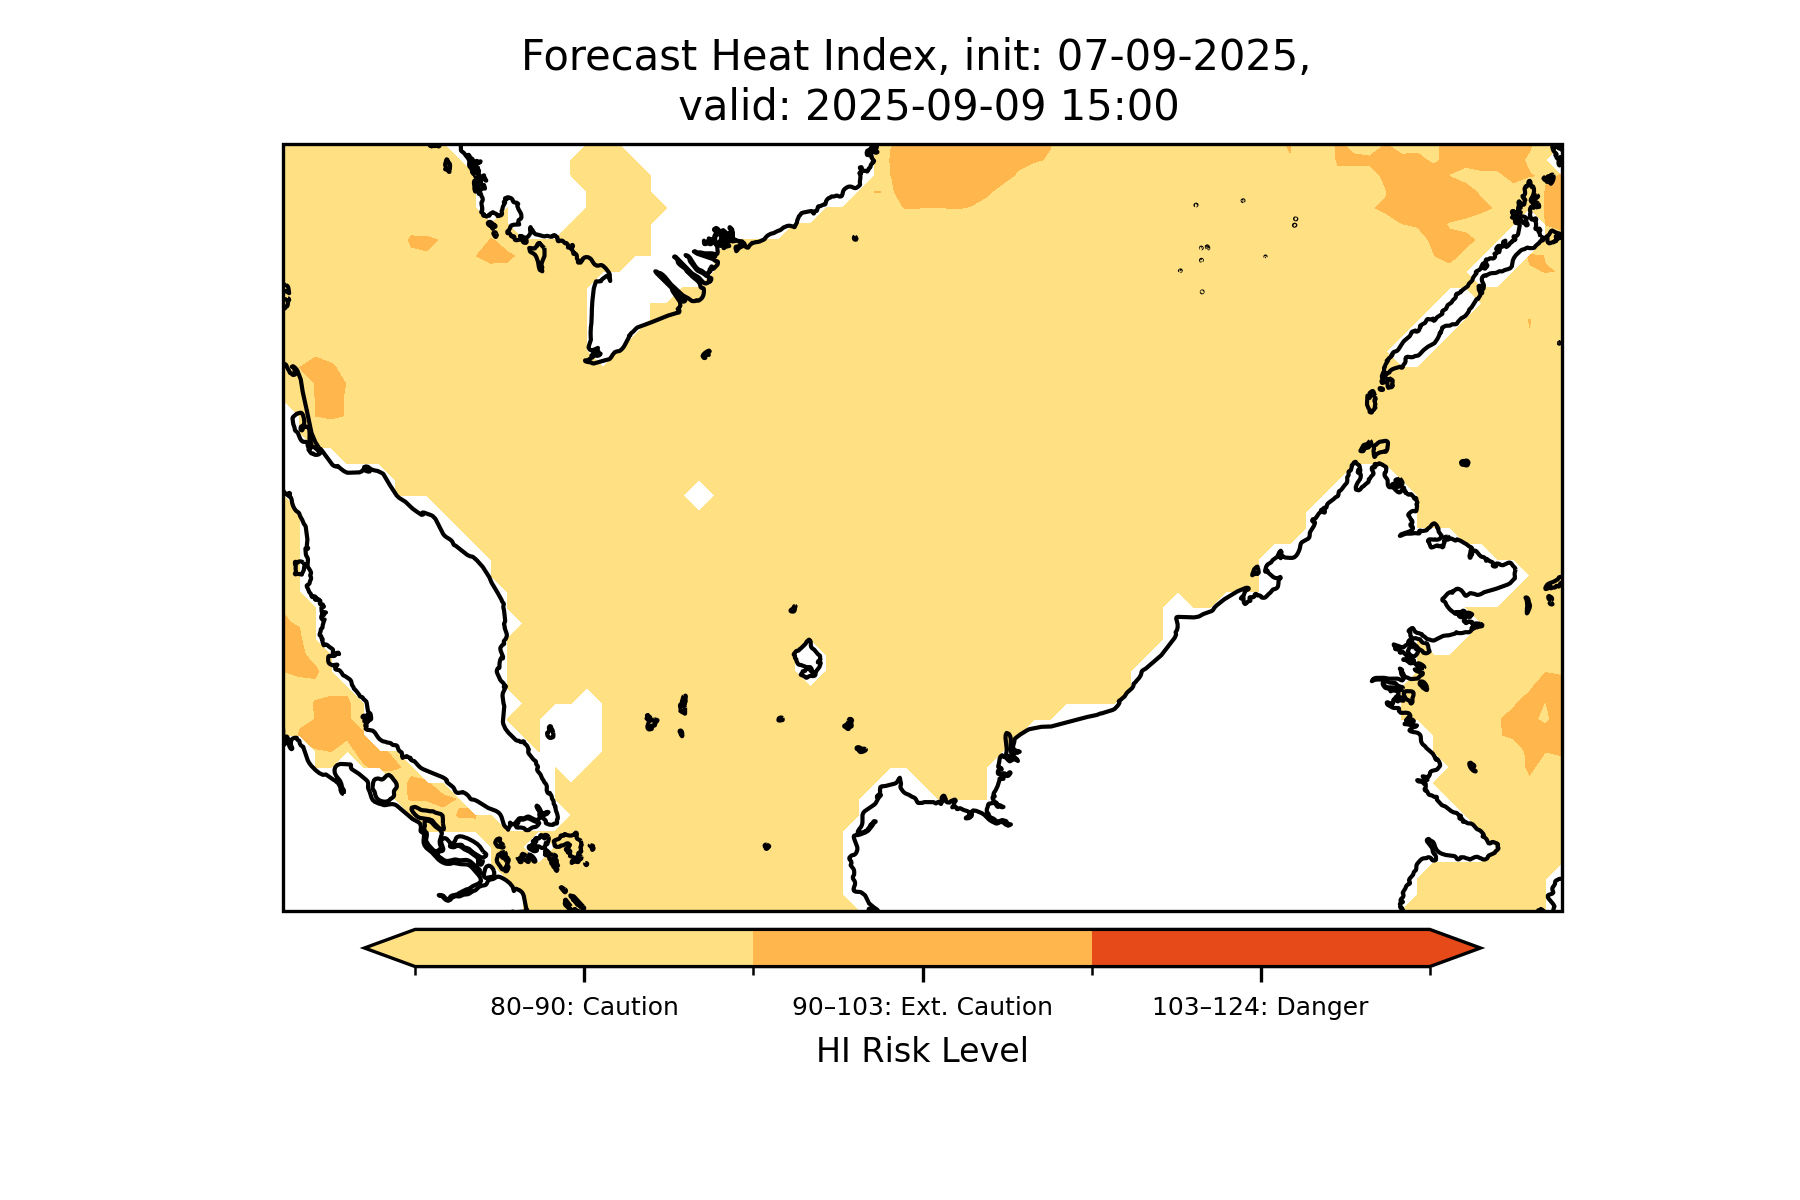 Forecast Heat Index, init: 07-09-2025,
valid: 2025-09-09 15:00
80–90: Caution
90–103: Ext. Caution
103–124: Danger
HI Risk Level